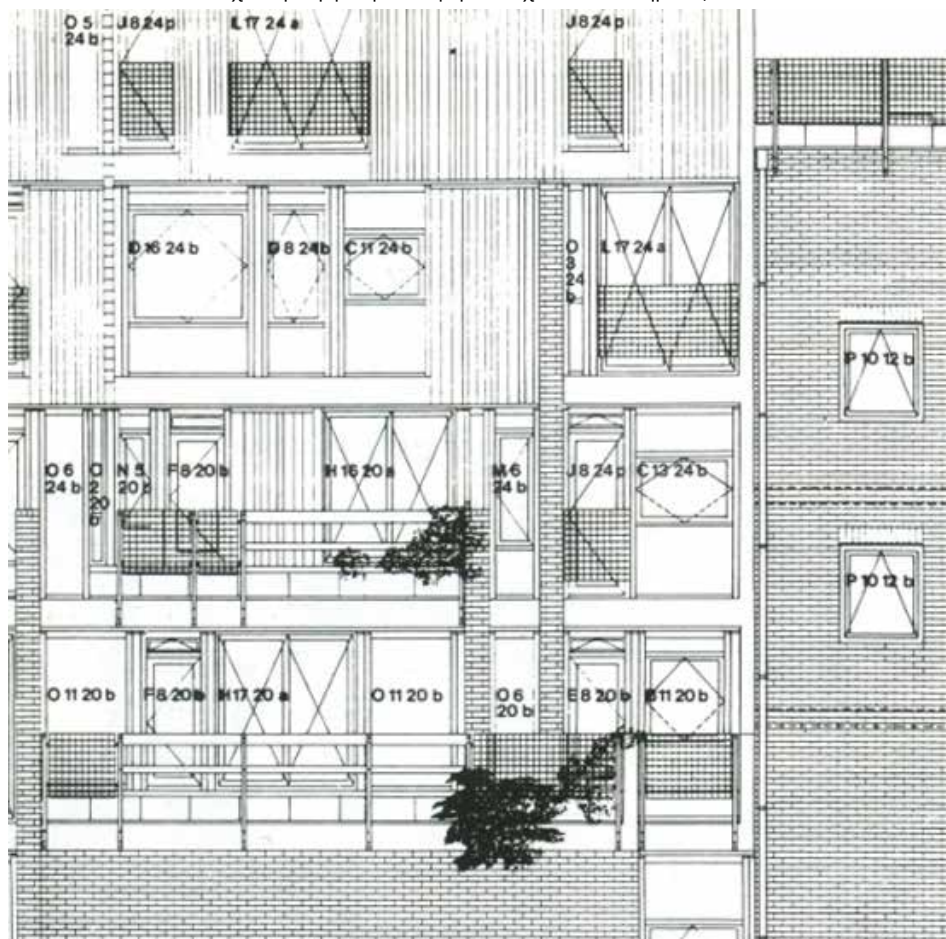 O 5
24 b
J 8 24 p
IL 17 24 a
J 8 24 p
D 16 24 b
D 8 24 b
C 11 24 b
O
3
24
b
IL 17 24 a
P 10 12 b
O 6
24 b
O
2
20
b
N 5
20 b
F 8 20 b
H 16 20 a
M 6
24 b
J 8 24 p
C 13 24 b
P 10 12 b
O 11 20 b
F 8 20 b
H 17 20 a
O 11 20 b
O 6
20 b
E 8 20 b
B 11 20 b